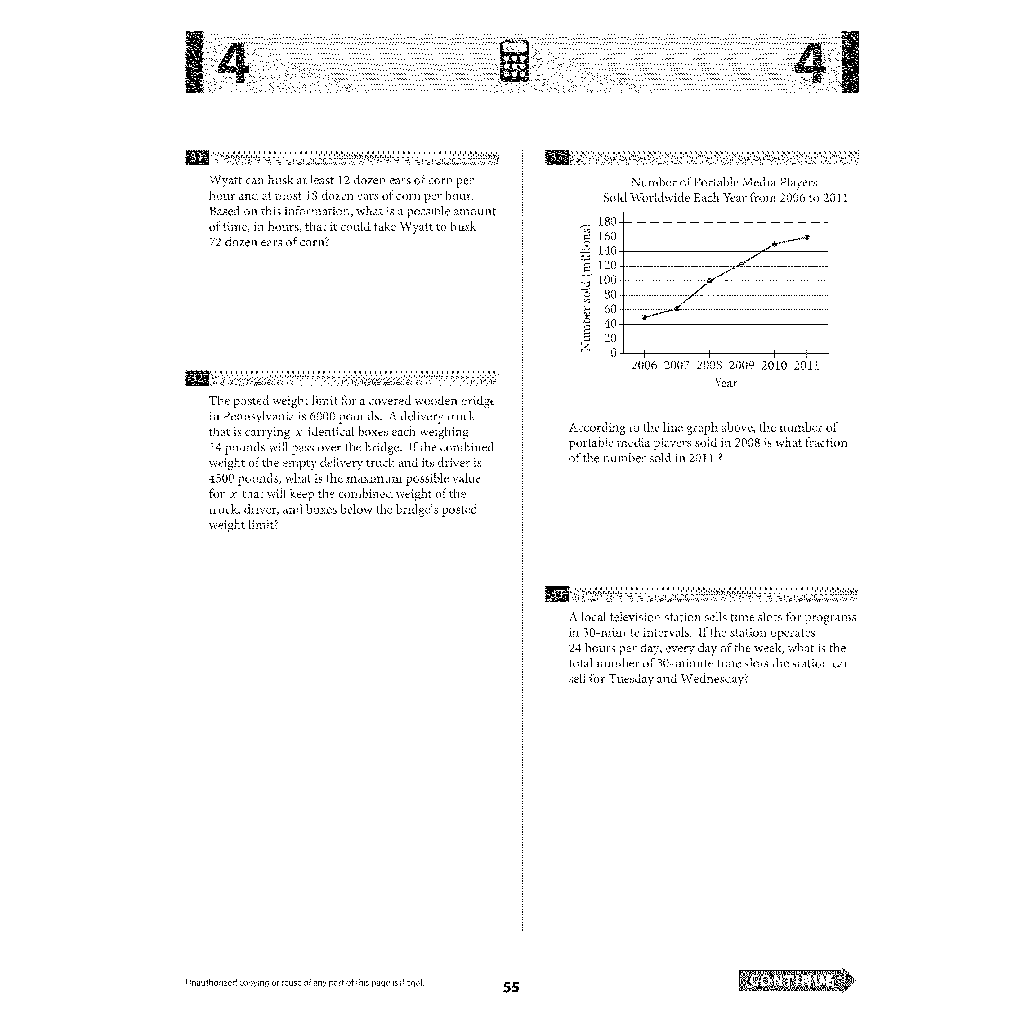 4
4
31
Wyatt can husk at least 12 dozen ears of corn per
hour and at most 18 dozen ears of corn per hour.
Based on this information, what is a possible amount
of time, in hours, that it could take Wyatt to husk
72 dozen ears of corn?
32
The posted weight limit for a covered wooden bridge
in Pennsylvania is 6000 pounds. A delivery truck
that is carrying x identical boxes each weighing
14 pounds will pass over the bridge. If the combined
weight of the empty delivery truck and its driver is
4500 pounds, what is the maximum possible value
for x that will keep the combined weight of the
truck, driver, and boxes below the bridge's posted
weight limit?
Number of Portable Media Players
Sold Worldwide Each Year from 2006 to 2011
Number sold (millions)
180
160
140
120
100
80
60
40
20
0
2006 2007 2008 2009 2010 2011
Year
According to the line graph above, the number of
portable media players sold in 2008 is what fraction
of the number sold in 2011 ?
A local television station sells time slots for programs
in 30-minute intervals. If the station operates
24 hours per day, every day of the week, what is the
total number of 30-minute time slots the station can
sell for Tuesday and Wednesday?
Unauthorized copying or reuse of any part of this page is illegal.
55
CONTINUE